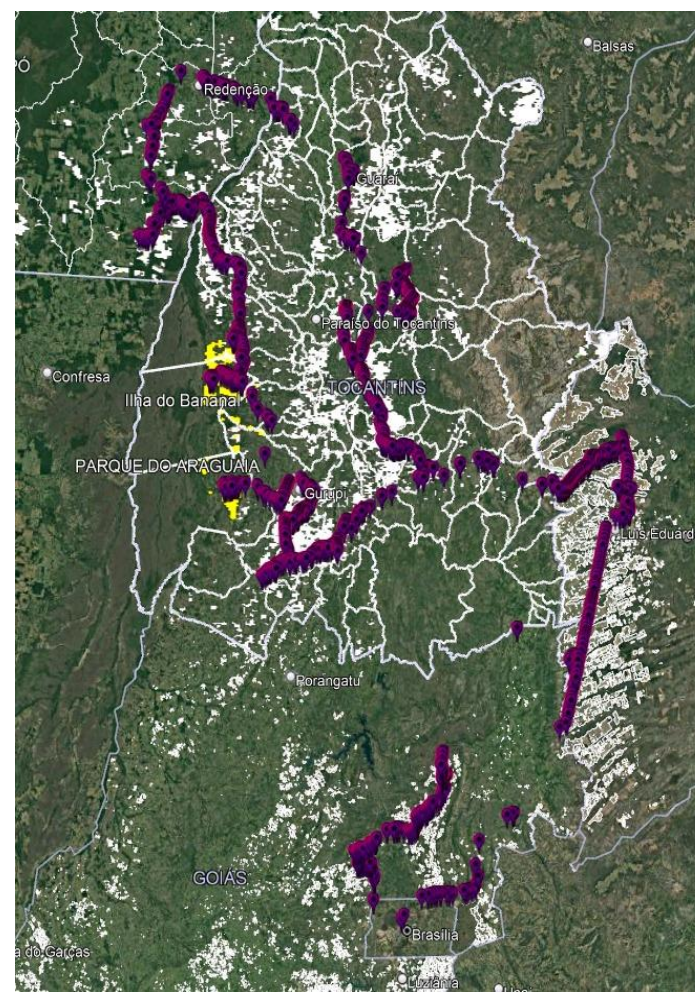 Balsas
PÓ
Redenção
Guaraí
Paraíso do Tocantins
Confresa
TOCANTINS
Ilha do Bananal
PARQUE DO ARAGUAIA
Gurupi
Luís Eduard
Porangatu
GOIÁS
Brasília
a do Garças
Luziânia